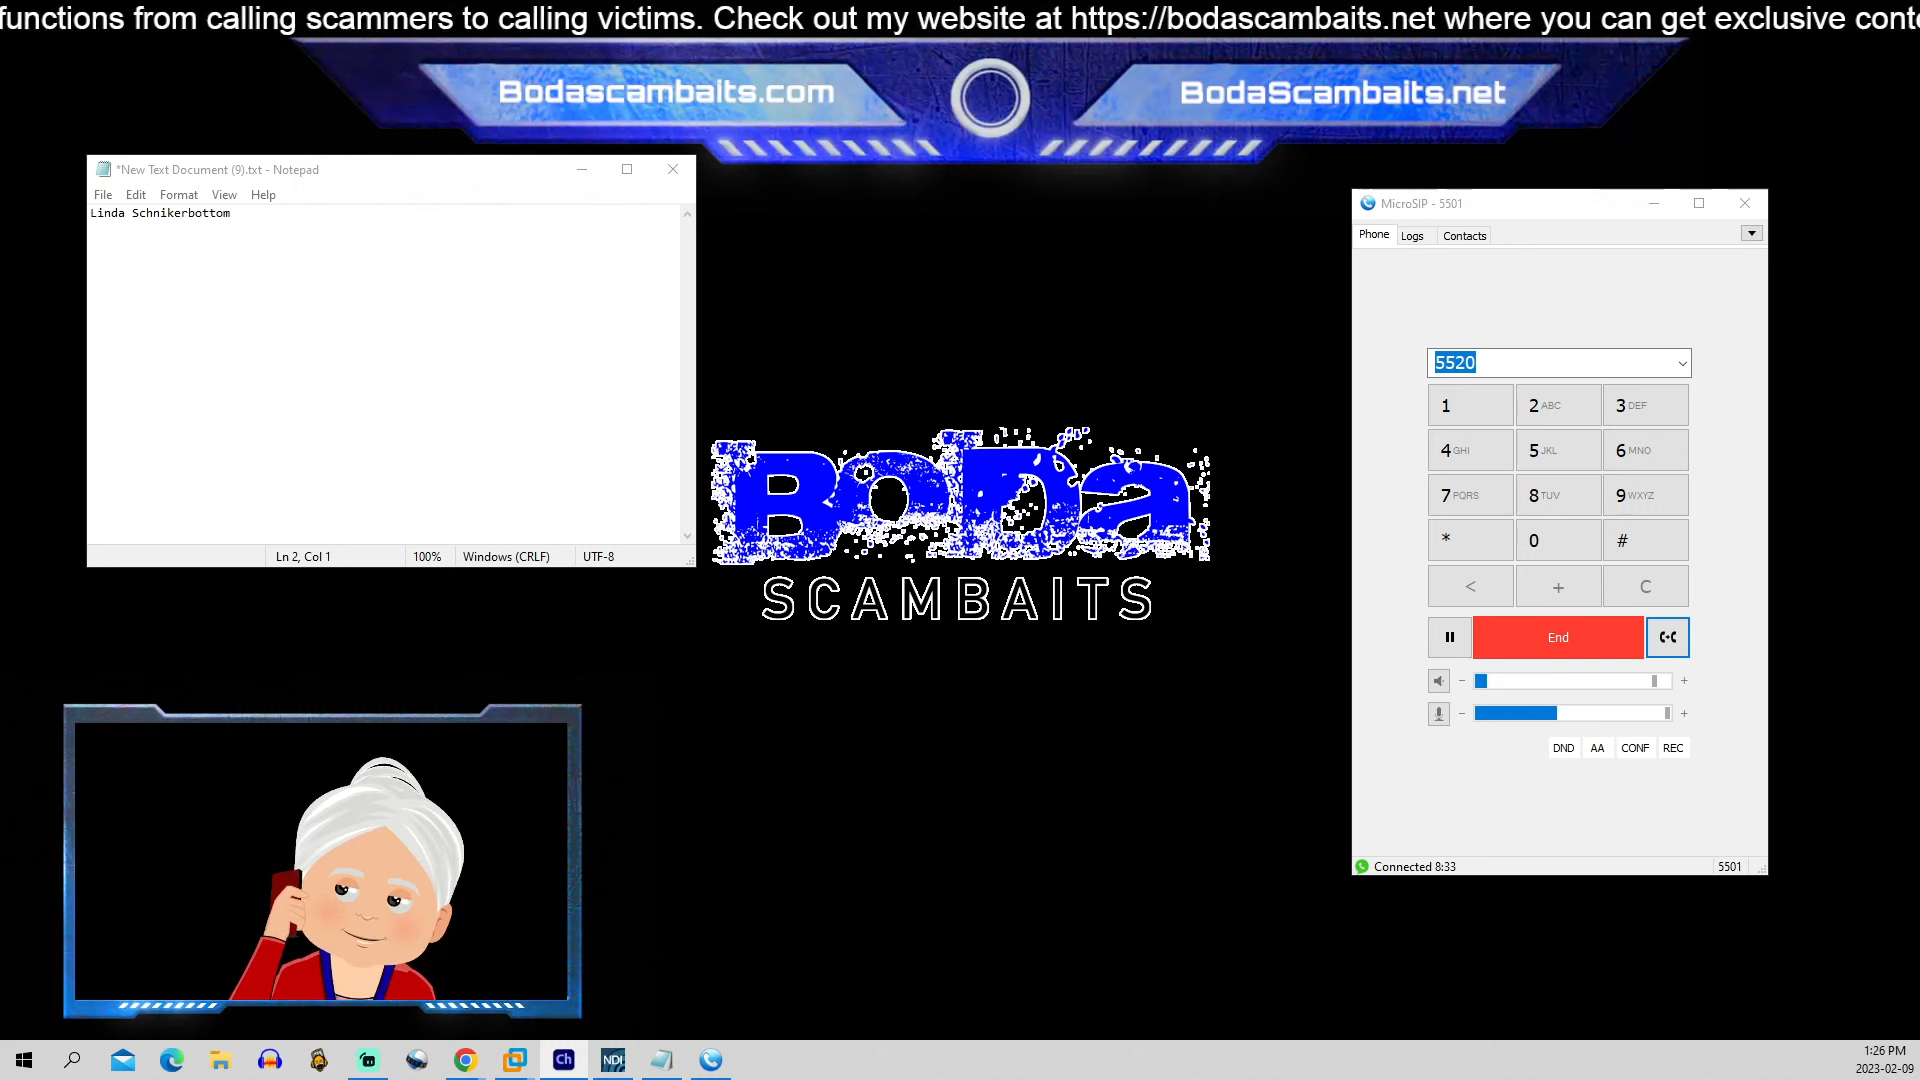 functions from calling scammers to calling victims. Check out my website at https://bodascambaits.net where you can get exclusive conte
Bodascambaits.com
BodaScambaits.net
*New Text Document (9).txt - Notepad
File Edit Format View Help
Linda Schnikerbottom
Ln 2, Col 1 100% Windows (CRLF) UTF-8
MicroSIP - 5501
Phone Logs Contacts
5520
1 2 ABC 3 DEF
4 GHI 5 JKL 6 MNO
7 PQRS 8 TUV 9 WXYZ
* 0 #
< + C
End
- +
- +
DND AA CONF REC
Connected 8:33 5501
BoDa
SCAMBAITS
Ch NDI
1:26 PM
2023-02-09